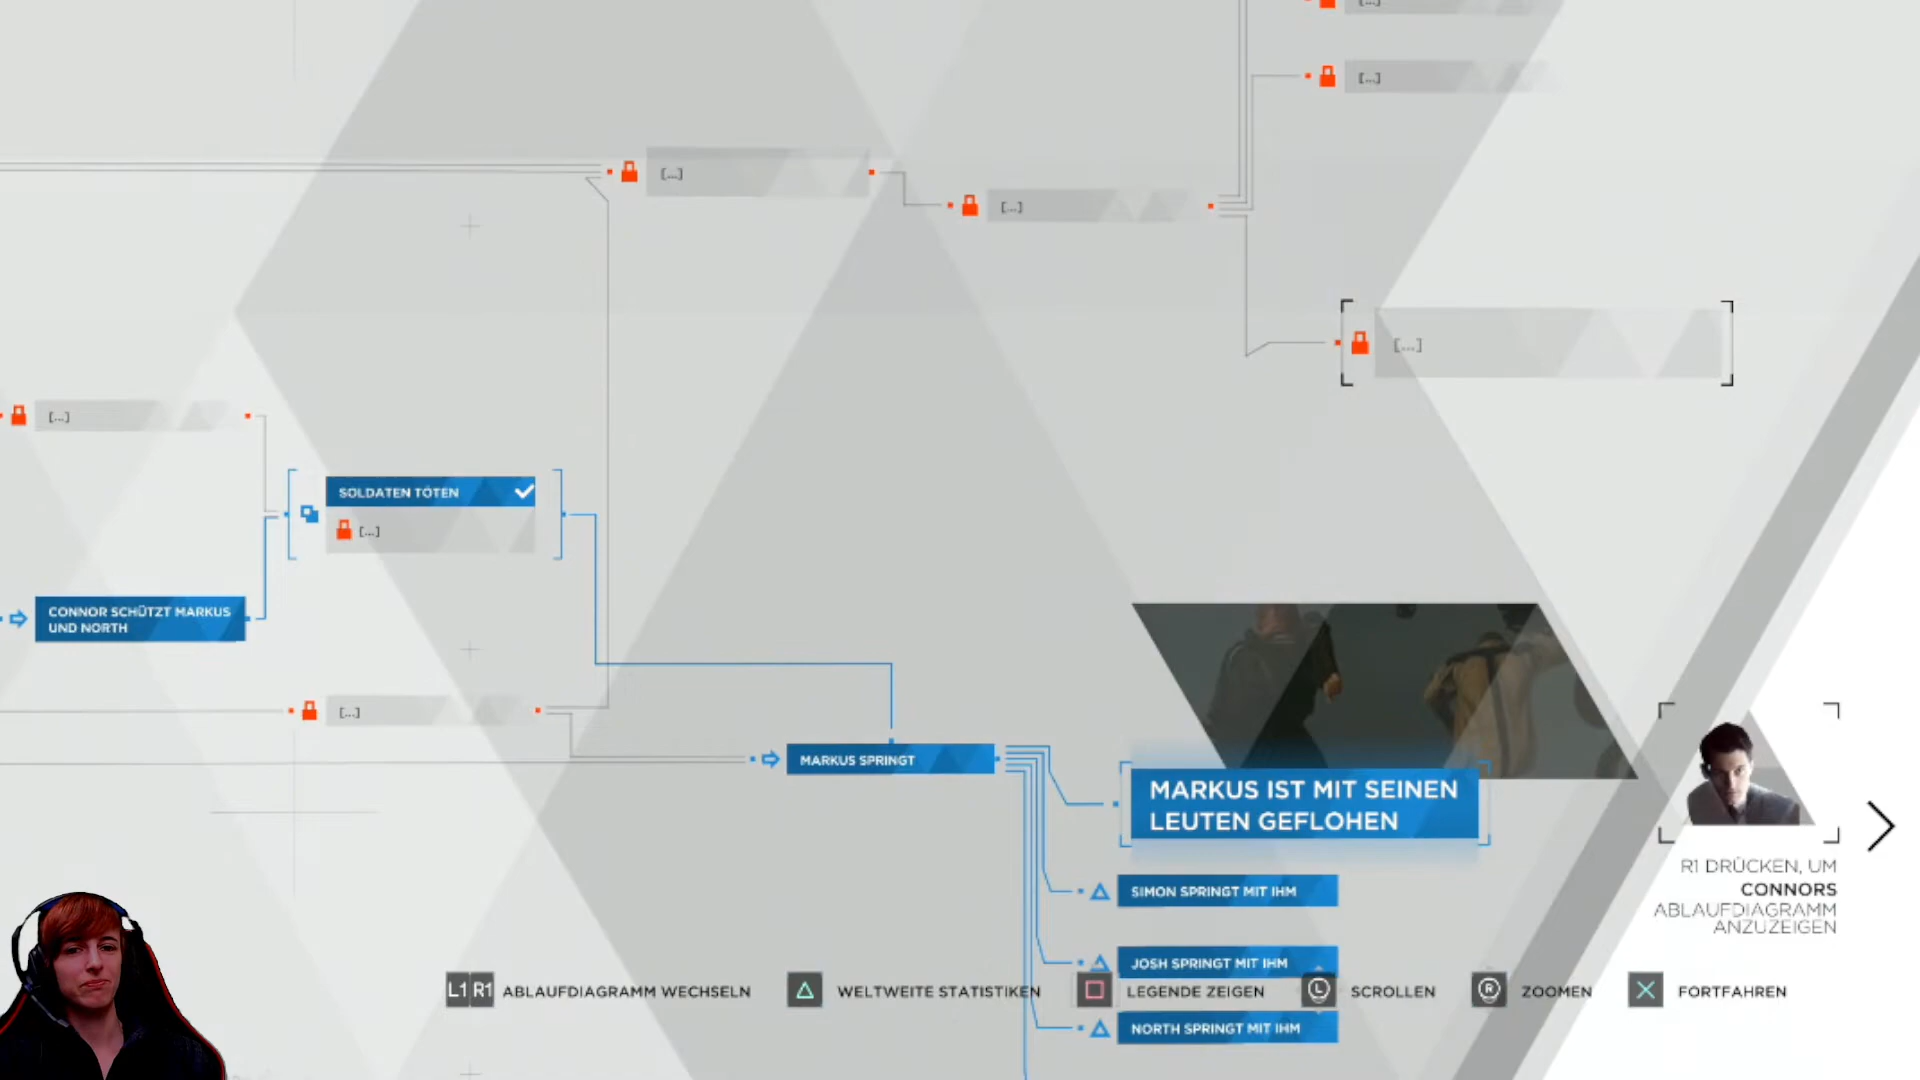 [...]
[...]
[...]
[...]
[...]
[...]
SOLDATEN TÖTEN
[...]
CONNOR SCHÜTZT MARKUS
UND NORTH
[...]
MARKUS SPRINGT
MARKUS IST MIT SEINEN
LEUTEN GEFLOHEN
SIMON SPRINGT MIT IHM
JOSH SPRINGT MIT IHM
NORTH SPRINGT MIT IHM
R1 DRÜCKEN, UM
CONNORS
ABLAUFDIAGRAMM
ANZUZEIGEN
L1 R1 ABLAUFDIAGRAMM WECHSELN
WELTWEITE STATISTIKEN
LEGENDE ZEIGEN
L SCROLLEN
R ZOOMEN
FORTFAHREN